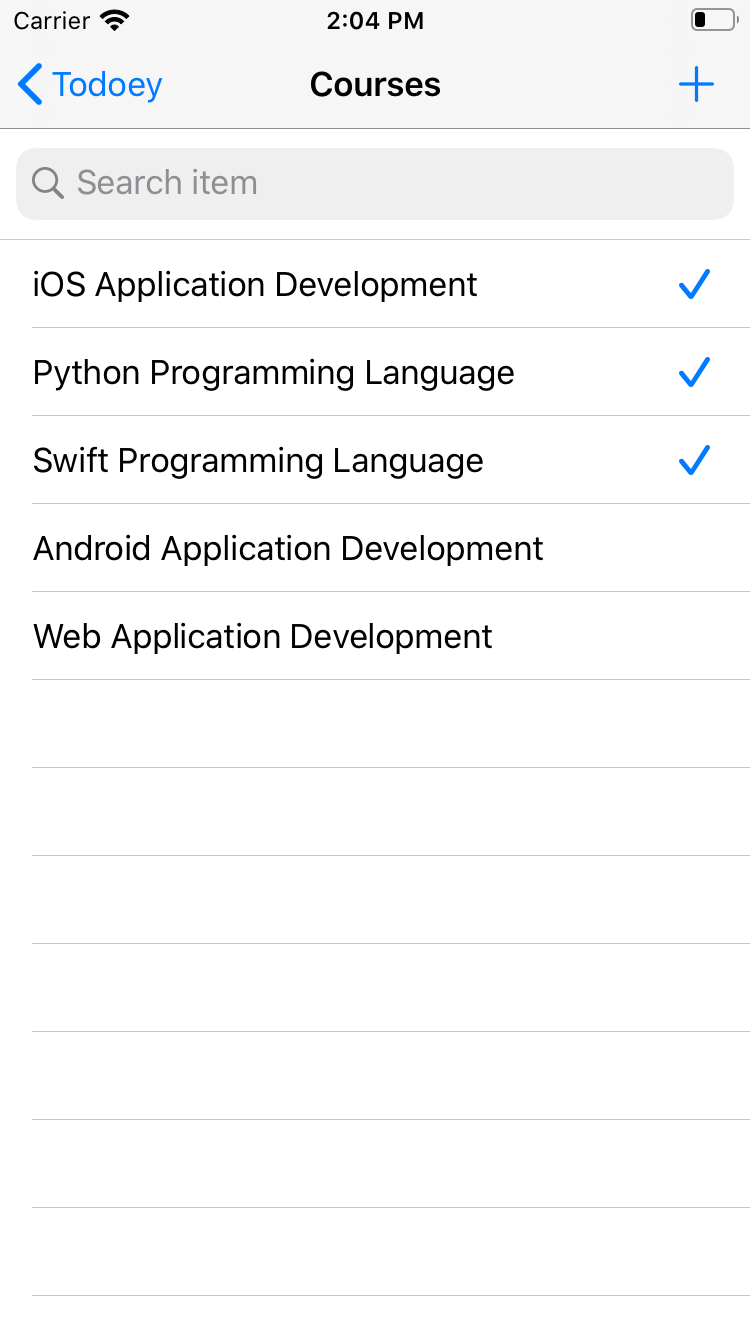 Carrier 2:04 PM
Todoey Courses
Search item
iOS Application Development
Python Programming Language
Swift Programming Language
Android Application Development
Web Application Development